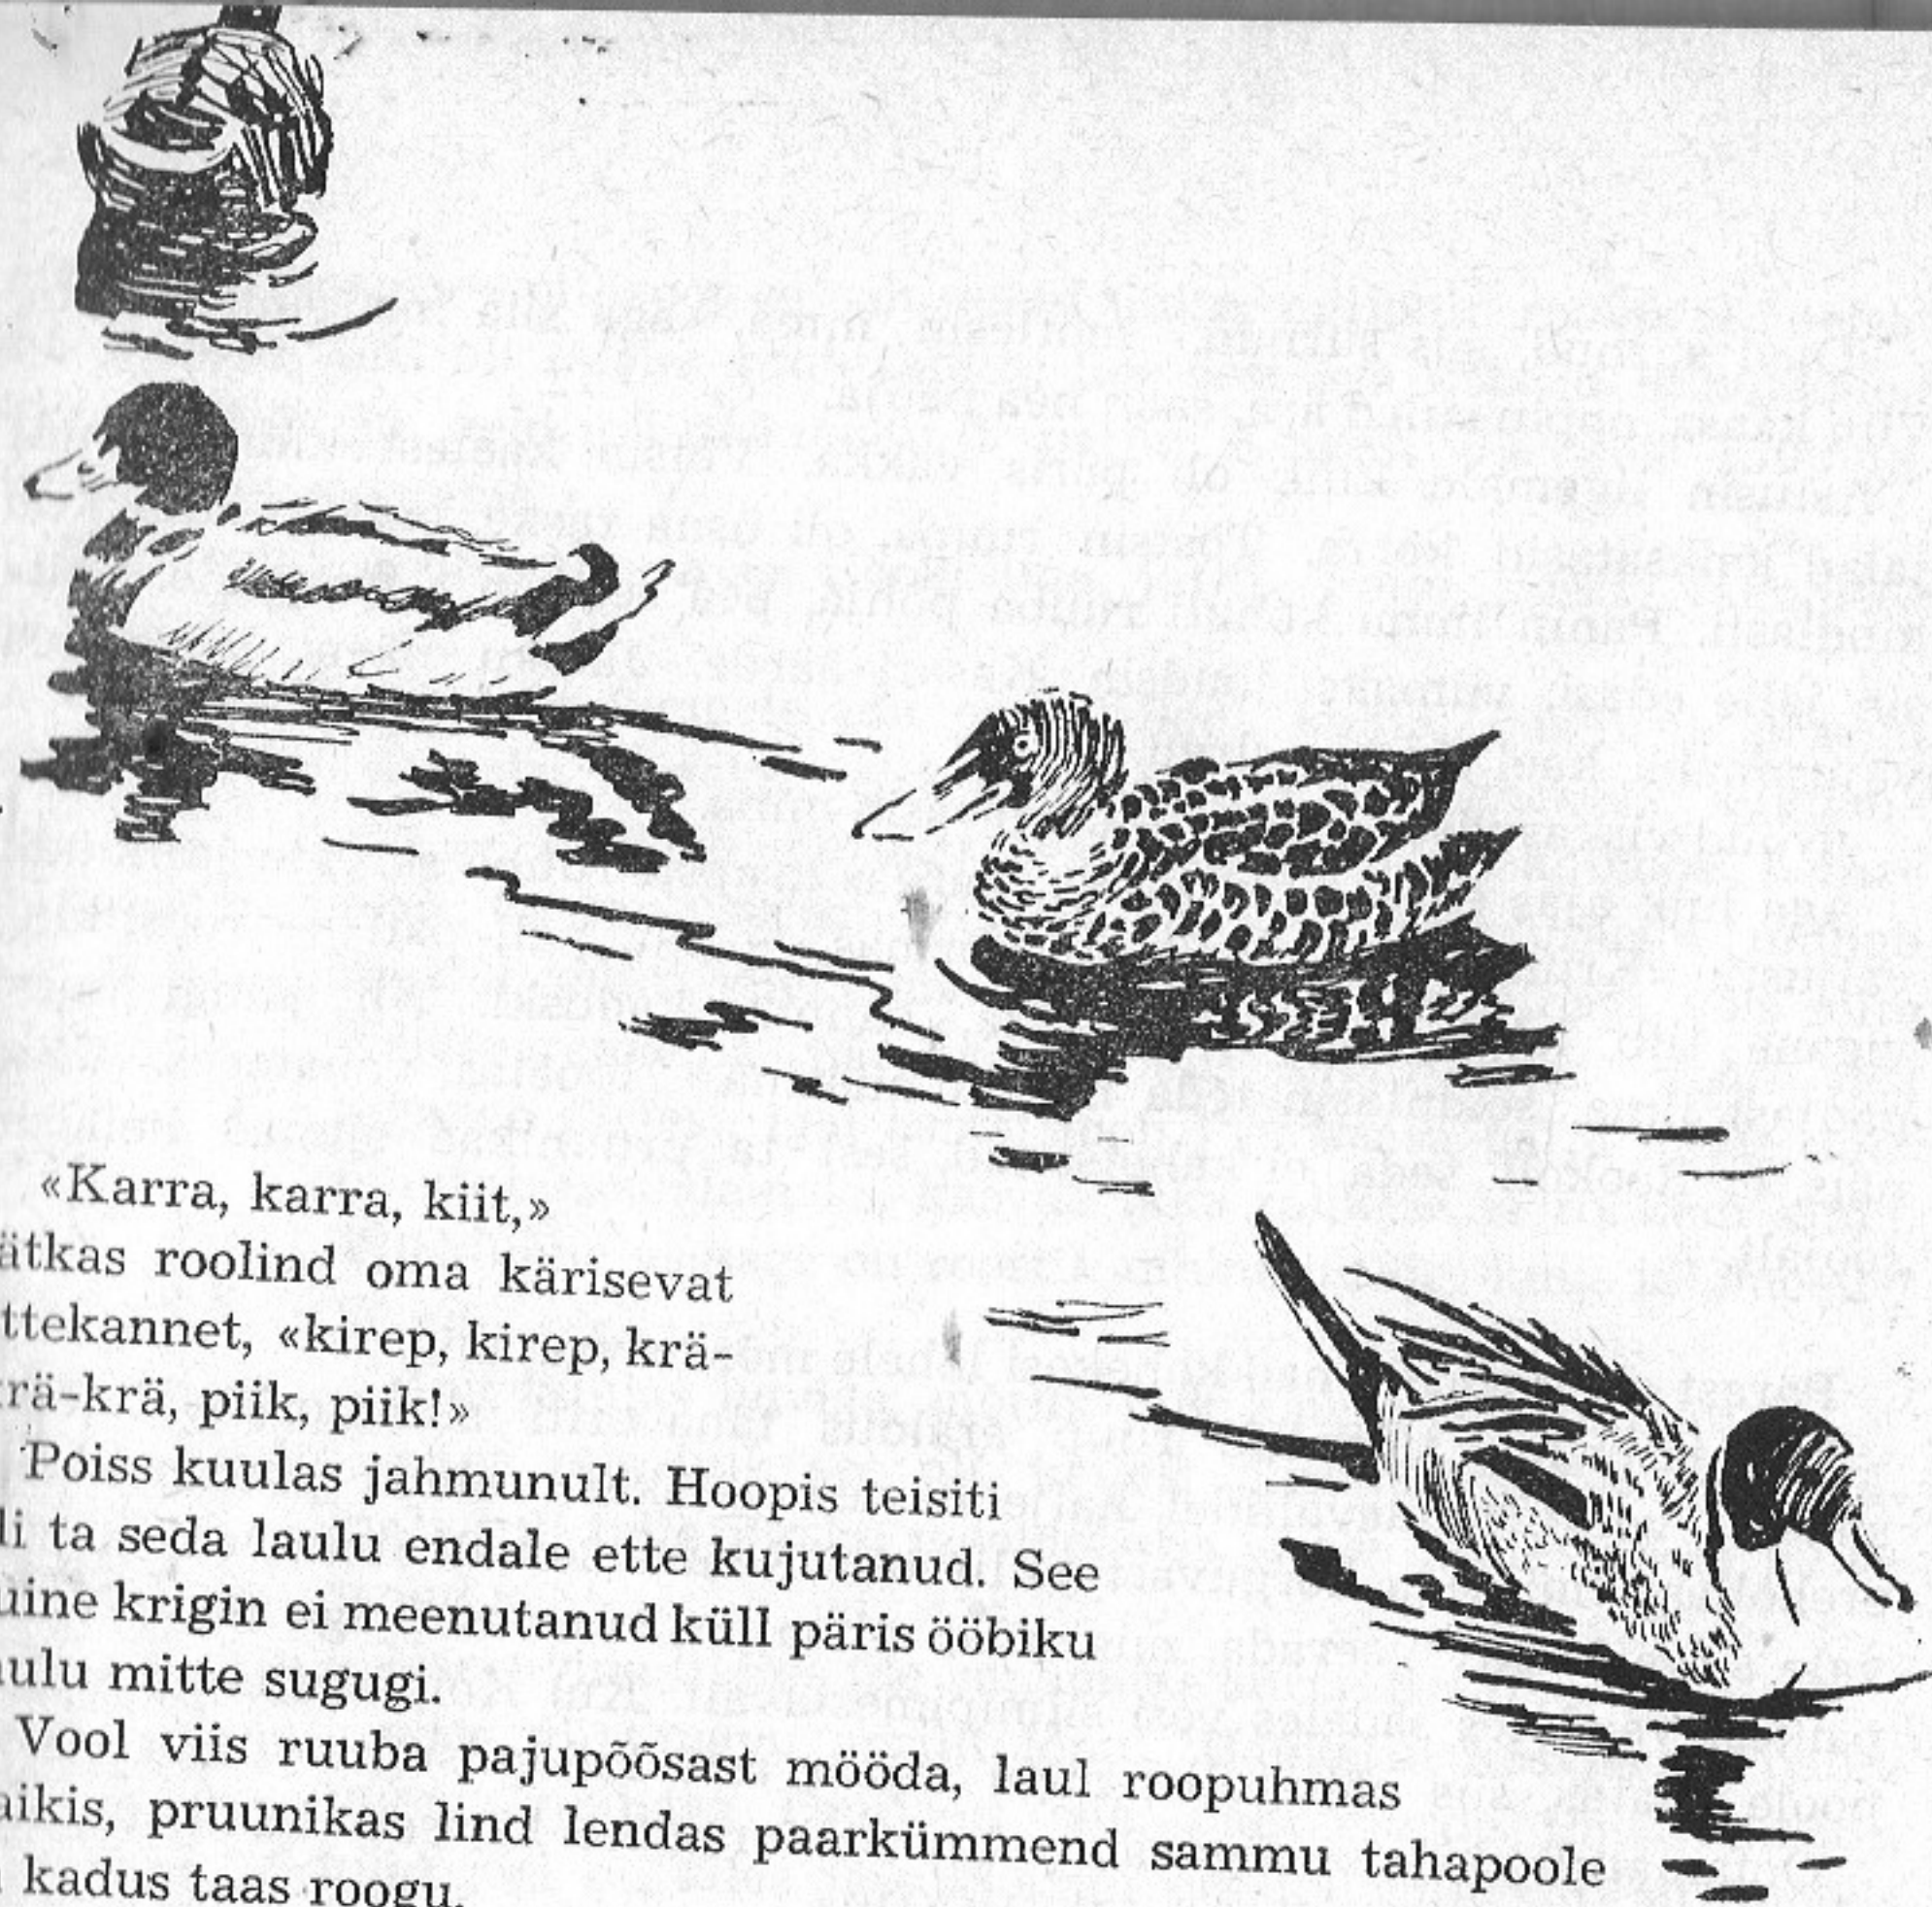 «Karra, karra, kiit,»
ätkas roolind oma kärisevat
ttekannet, «kirep, kirep, krä-
rä-krä, piik, piik!»
Poiss kuulas jahmunult. Hoopis teisiti
li ta seda laulu endale ette kujutanud. See
uine krigin ei meenutanud küll päris ööbiku
ulu mitte sugugi.
Vool viis ruuba pajupõõsast mööda, laul roopuhmas
aikis, pruunikas lind lendas paarkümmend sammu tahapoole
kadus taas roogu.